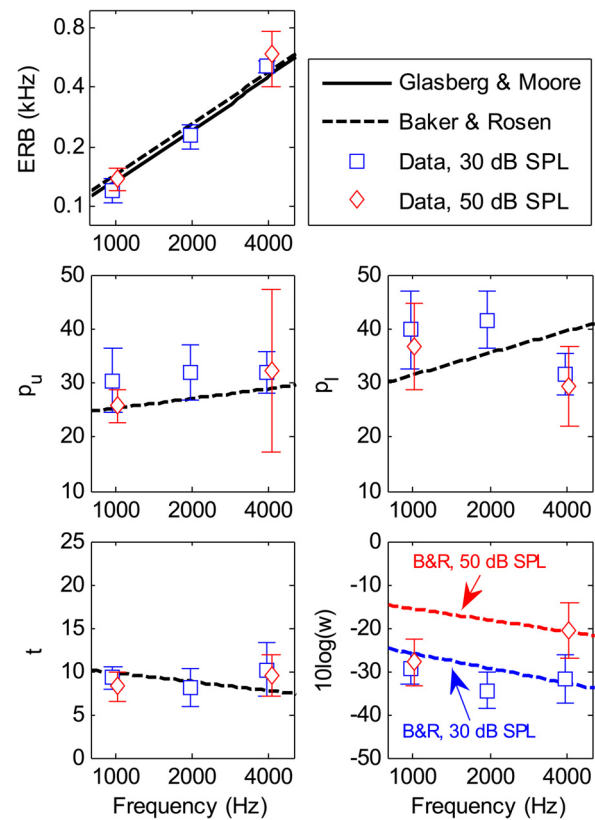 ERB (kHz)
0.8
0.4
0.2
0.1
1000 2000 4000
Glasberg & Moore
Baker & Rosen
Data, 30 dB SPL
Data, 50 dB SPL
pu
50
40
30
20
10
1000 2000 4000
pl
50
40
30
20
10
1000 2000 4000
t
25
20
15
10
5
0
1000 2000 4000
Frequency (Hz)
10log(w)
-0
-10
-20
-30
-40
-50
B&R, 50 dB SPL
B&R, 30 dB SPL
1000 2000 4000
Frequency (Hz)